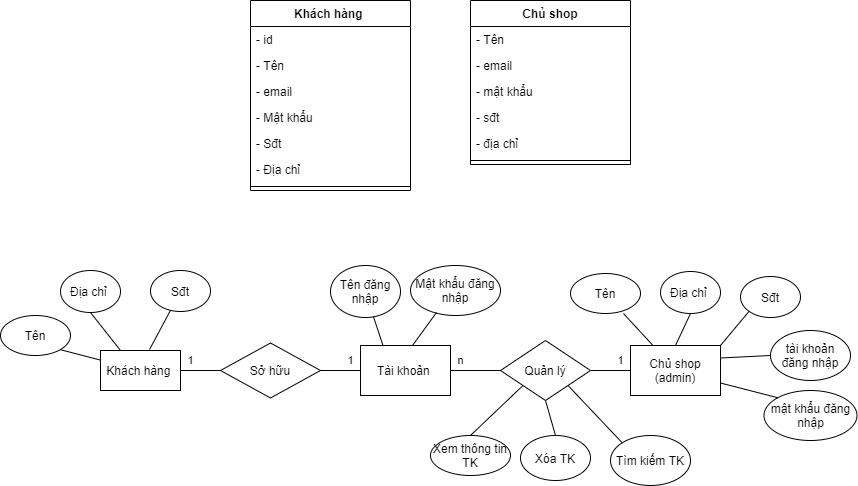 Khách hàng
- id
- Tên
- email
- Mật khẩu
- Sđt
- Địa chỉ
Chủ shop
- Tên
- email
- mật khẩu
- sđt
- địa chỉ
Tên
Địa chỉ
Sđt
Khách hàng
1
Sở hữu
1
Tên đăng
nhập
Mật khẩu đăng
nhập
Tài khoản
n
Quản lý
1
Xem thông tin
TK
Xóa TK
Tìm kiếm TK
Tên
Địa chỉ
Sđt
Chủ shop
(admin)
tài khoản
đăng nhập
mật khẩu đăng
nhập